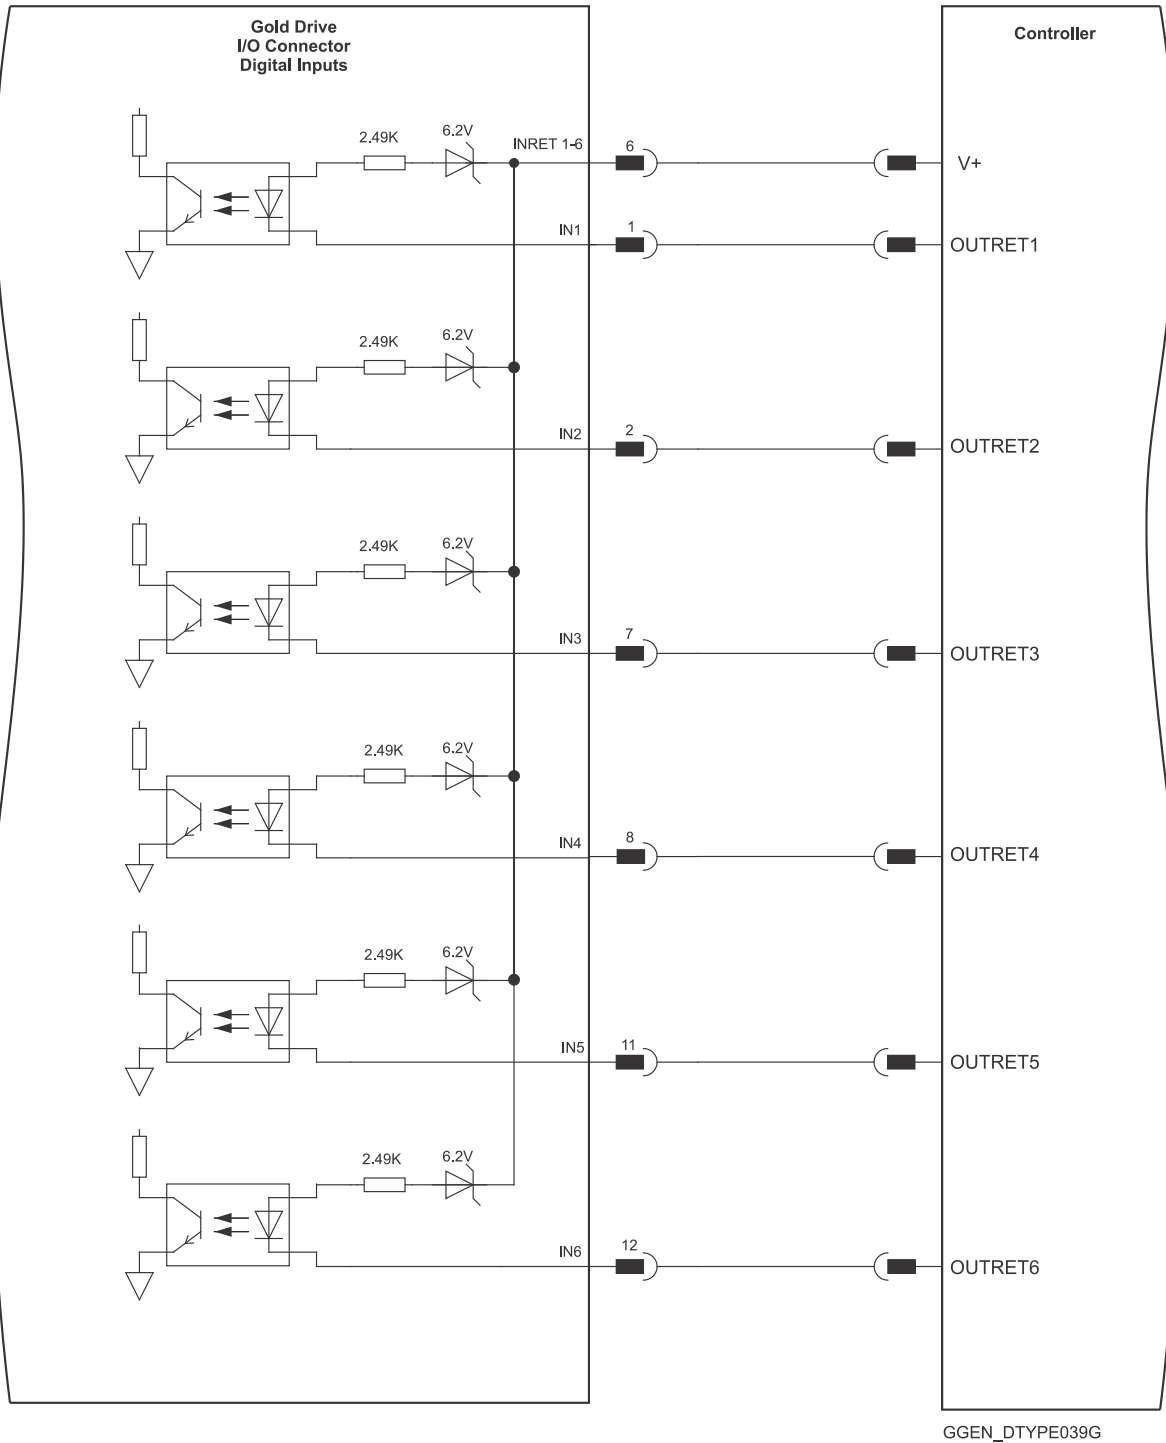 Gold Drive
I/O Connector
Digital Inputs
Controller
2.49K
6.2V
INRET 1-6
6
V+
IN1
1
OUTRET1
2.49K
6.2V
IN2
2
OUTRET2
2.49K
6.2V
IN3
7
OUTRET3
2.49K
6.2V
IN4
8
OUTRET4
2.49K
6.2V
IN5
11
OUTRET5
2.49K
6.2V
IN6
12
OUTRET6
GGEN_DTYPE039G